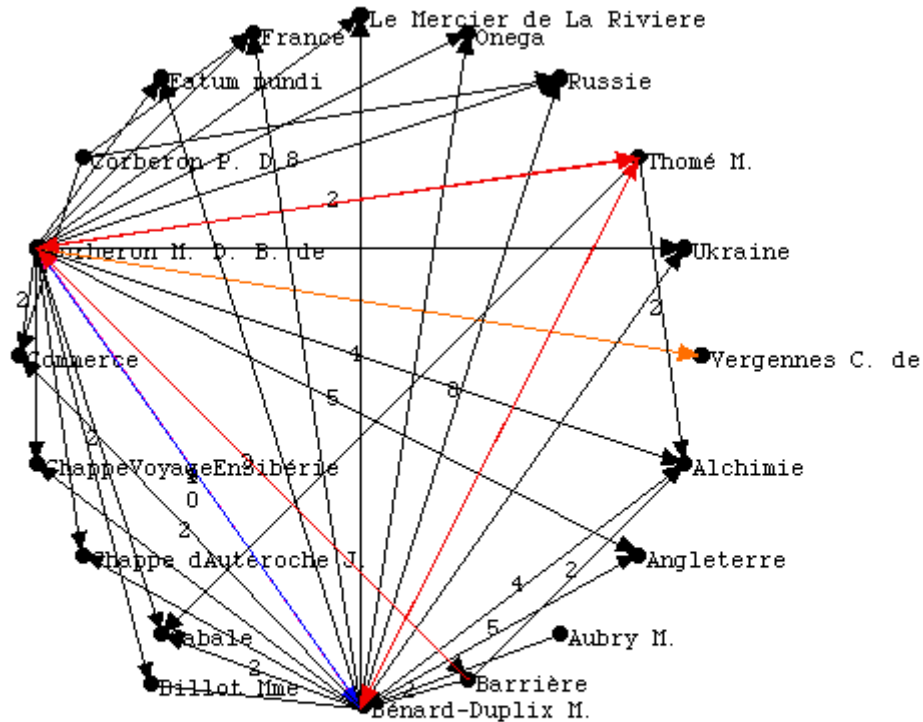 Le Mercier de La Riviere
France
Onega
Fatum mundi
Russie
Corberon P. D
8
Thomé M.
2
Corberon M. D. B. de
Ukraine
2
2
Commerce
4
Vergennes C. de
5
8
2
ChappeVoyageEnSibérie
Alchimie
0
2
Chappe dAuteroche J.
Angleterre
4
2
5
Cabale
Aubry M.
2
Billot Mme
Barrière
2
Bénard-Duplix M.